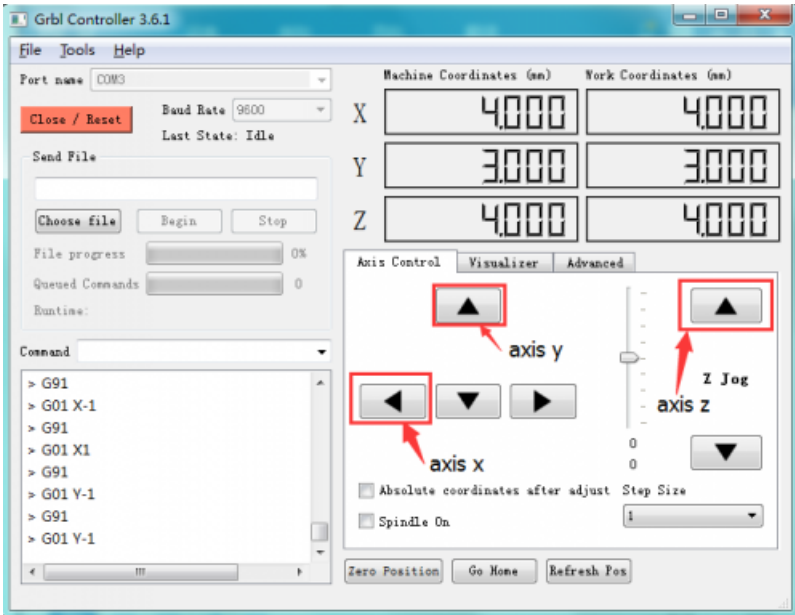 Grbl Controller 3.6.1
File Tools Help
Port name COM3
Close / Reset
Baud Rate 9600
Last State: Idle
Send File
Choose file Begin Stop
File progress 0%
Queued Commands 0
Runtime:
Command
> G91
> G01 X-1
> G91
> G01 X1
> G91
> G01 Y-1
> G91
> G01 Y-1
Machine Coordinates (mm) Work Coordinates (mm)
X 4.000 4.000
Y 3.000 3.000
Z 4.000 4.000
Axis Control Visualizer Advanced
axis y
Z Jog
axis z
axis x
0
0
Absolute coordinates after adjust Step Size
Spindle On 1
Zero Position Go Home Refresh Pos